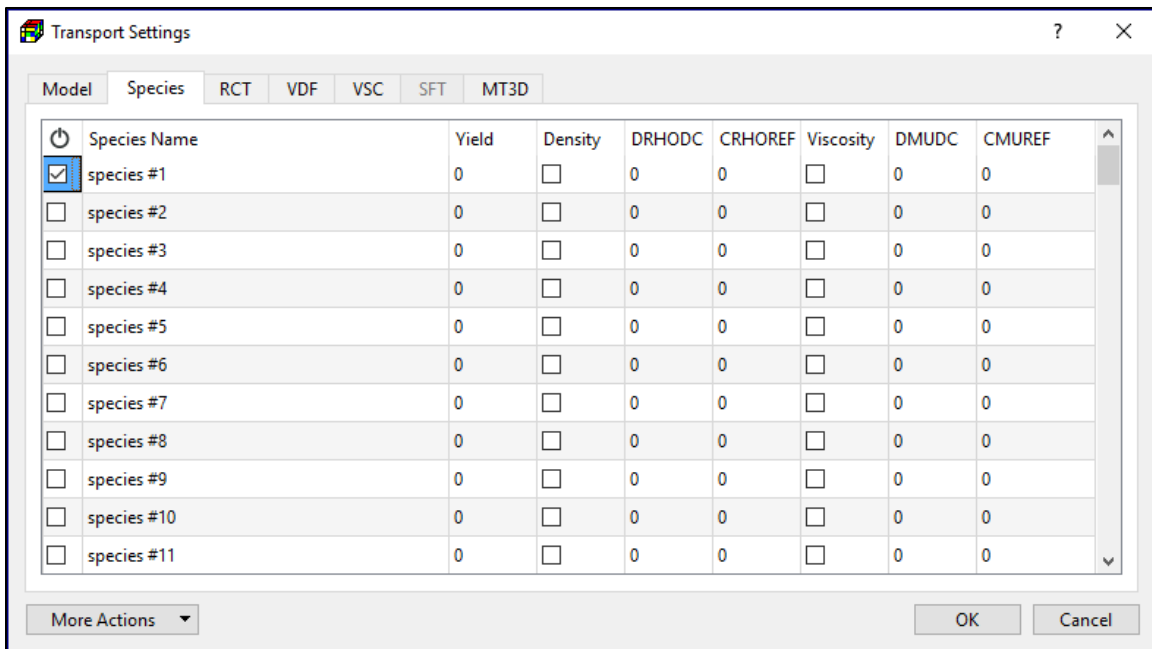 Transport Settings ?
Model Species RCT VDF VSC SFT MT3D
Species Name Yield Density DRHODC CRHOREF Viscosity DMUDC CMUREF
species #1 0 0 0 0 0
species #2 0 0 0 0 0
species #3 0 0 0 0 0
species #4 0 0 0 0 0
species #5 0 0 0 0 0
species #6 0 0 0 0 0
species #7 0 0 0 0 0
species #8 0 0 0 0 0
species #9 0 0 0 0 0
species #10 0 0 0 0 0
species #11 0 0 0 0 0
More Actions OK Cancel